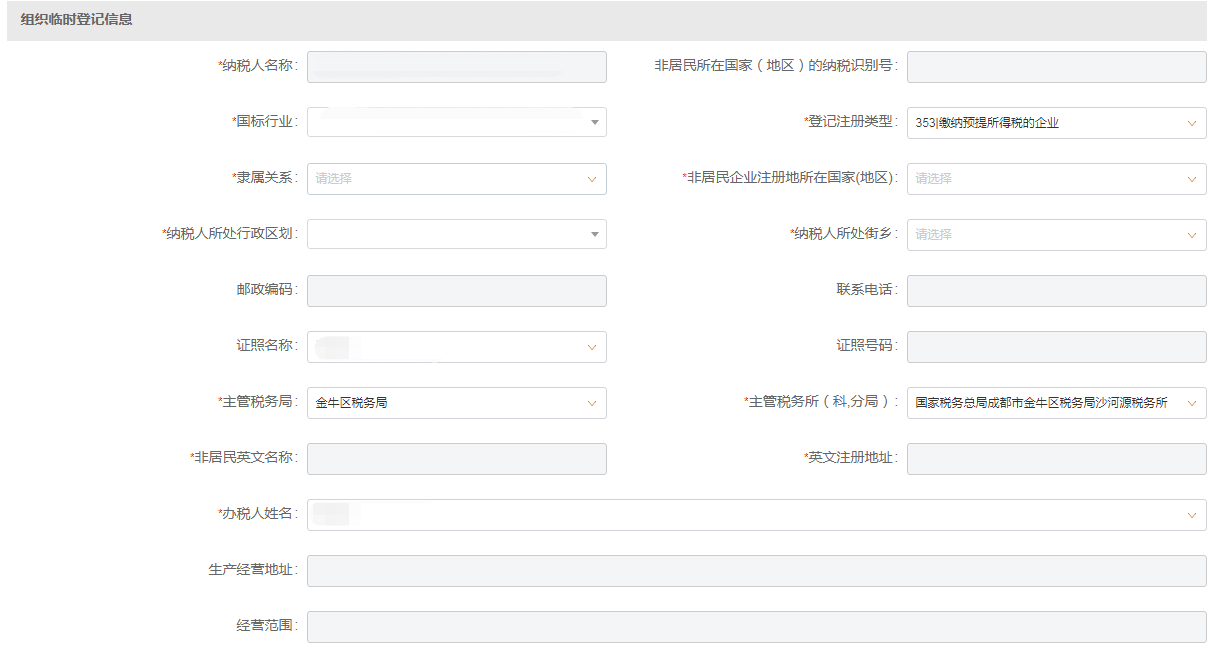 组织临时登记信息
*纳税人名称: 非居民所在国家（地区）的纳税识别号:
*国标行业: *登记注册类型: 353|缴纳预提所得税的企业
*隶属关系: 请选择 *非居民企业注册地所在国家(地区): 请选择
*纳税人所处行政区划: *纳税人所处街乡: 请选择
邮政编码: 联系电话:
证照名称: 证照号码:
*主管税务局: 金牛区税务局 *主管税务所（科,分局）: 国家税务总局成都市金牛区税务局沙河源税务所
*非居民英文名称: *英文注册地址:
*办税人姓名:
生产经营地址:
经营范围: